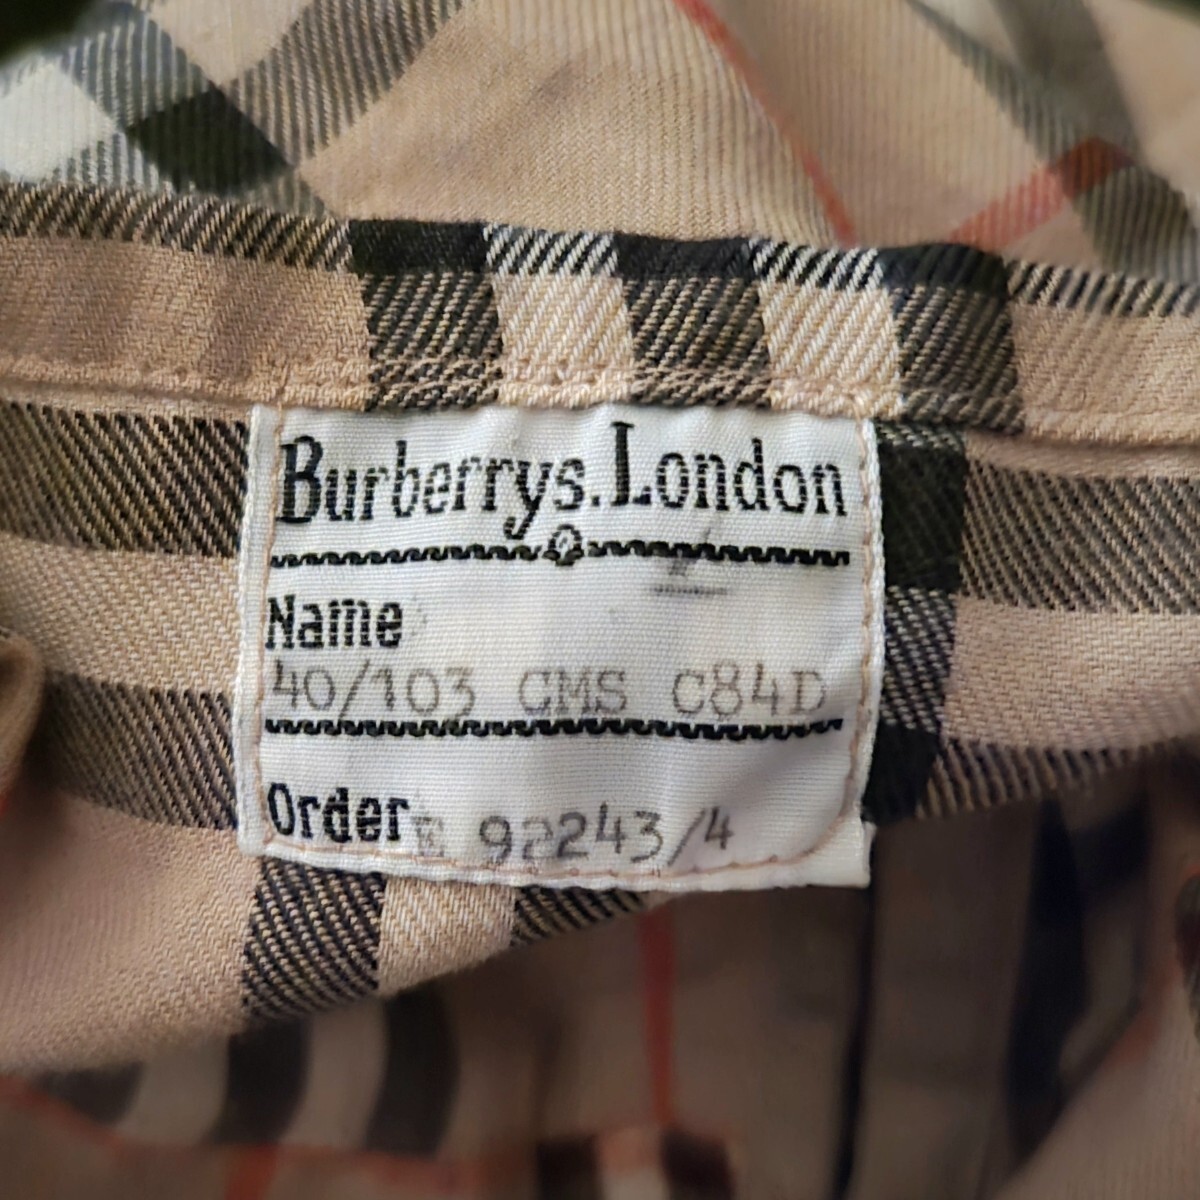 Burberrys. London
Name
40/103 CMS C84D
Order E 92243/4